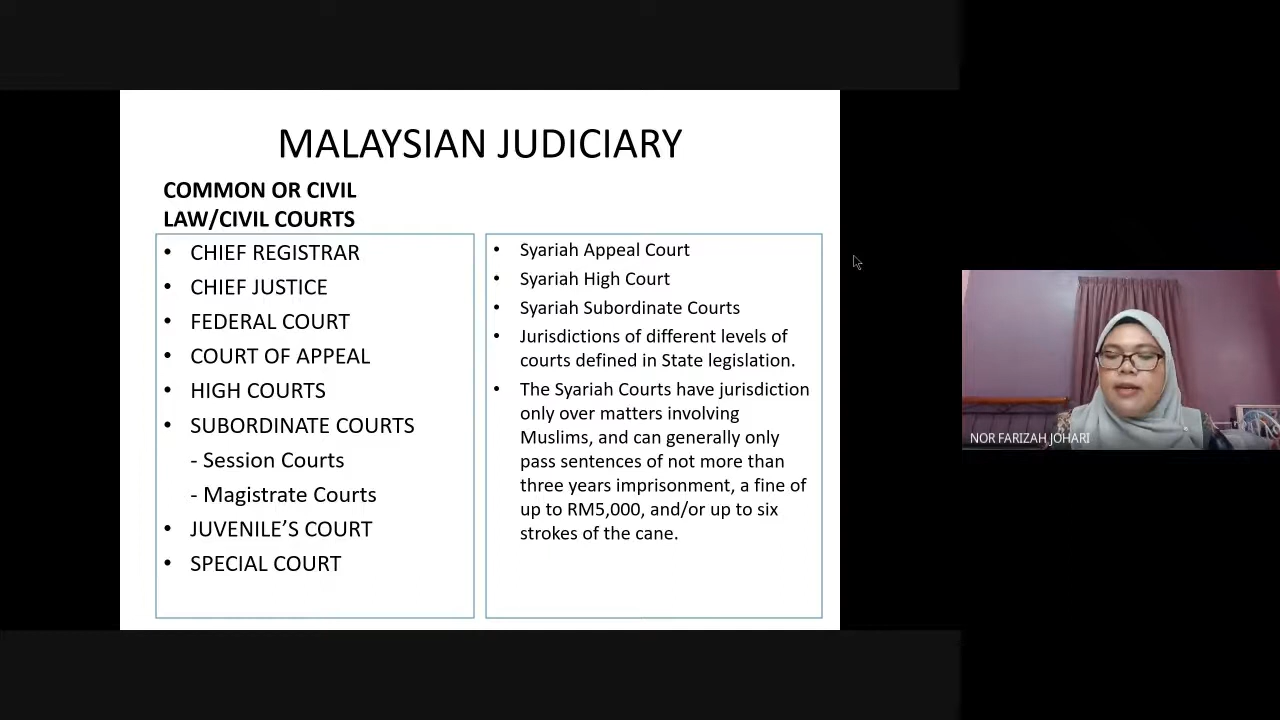 MALAYSIAN JUDICIARY
COMMON OR CIVIL
LAW/CIVIL COURTS
• CHIEF REGISTRAR
• CHIEF JUSTICE
• FEDERAL COURT
• COURT OF APPEAL
• HIGH COURTS
• SUBORDINATE COURTS
- Session Courts
- Magistrate Courts
• JUVENILE’S COURT
• SPECIAL COURT
• Syariah Appeal Court
• Syariah High Court
• Syariah Subordinate Courts
• Jurisdictions of different levels of
courts defined in State legislation.
• The Syariah Courts have jurisdiction
only over matters involving
Muslims, and can generally only
pass sentences of not more than
three years imprisonment, a fine of
up to RM5,000, and/or up to six
strokes of the cane.
NOR FARIZAH JOHARI